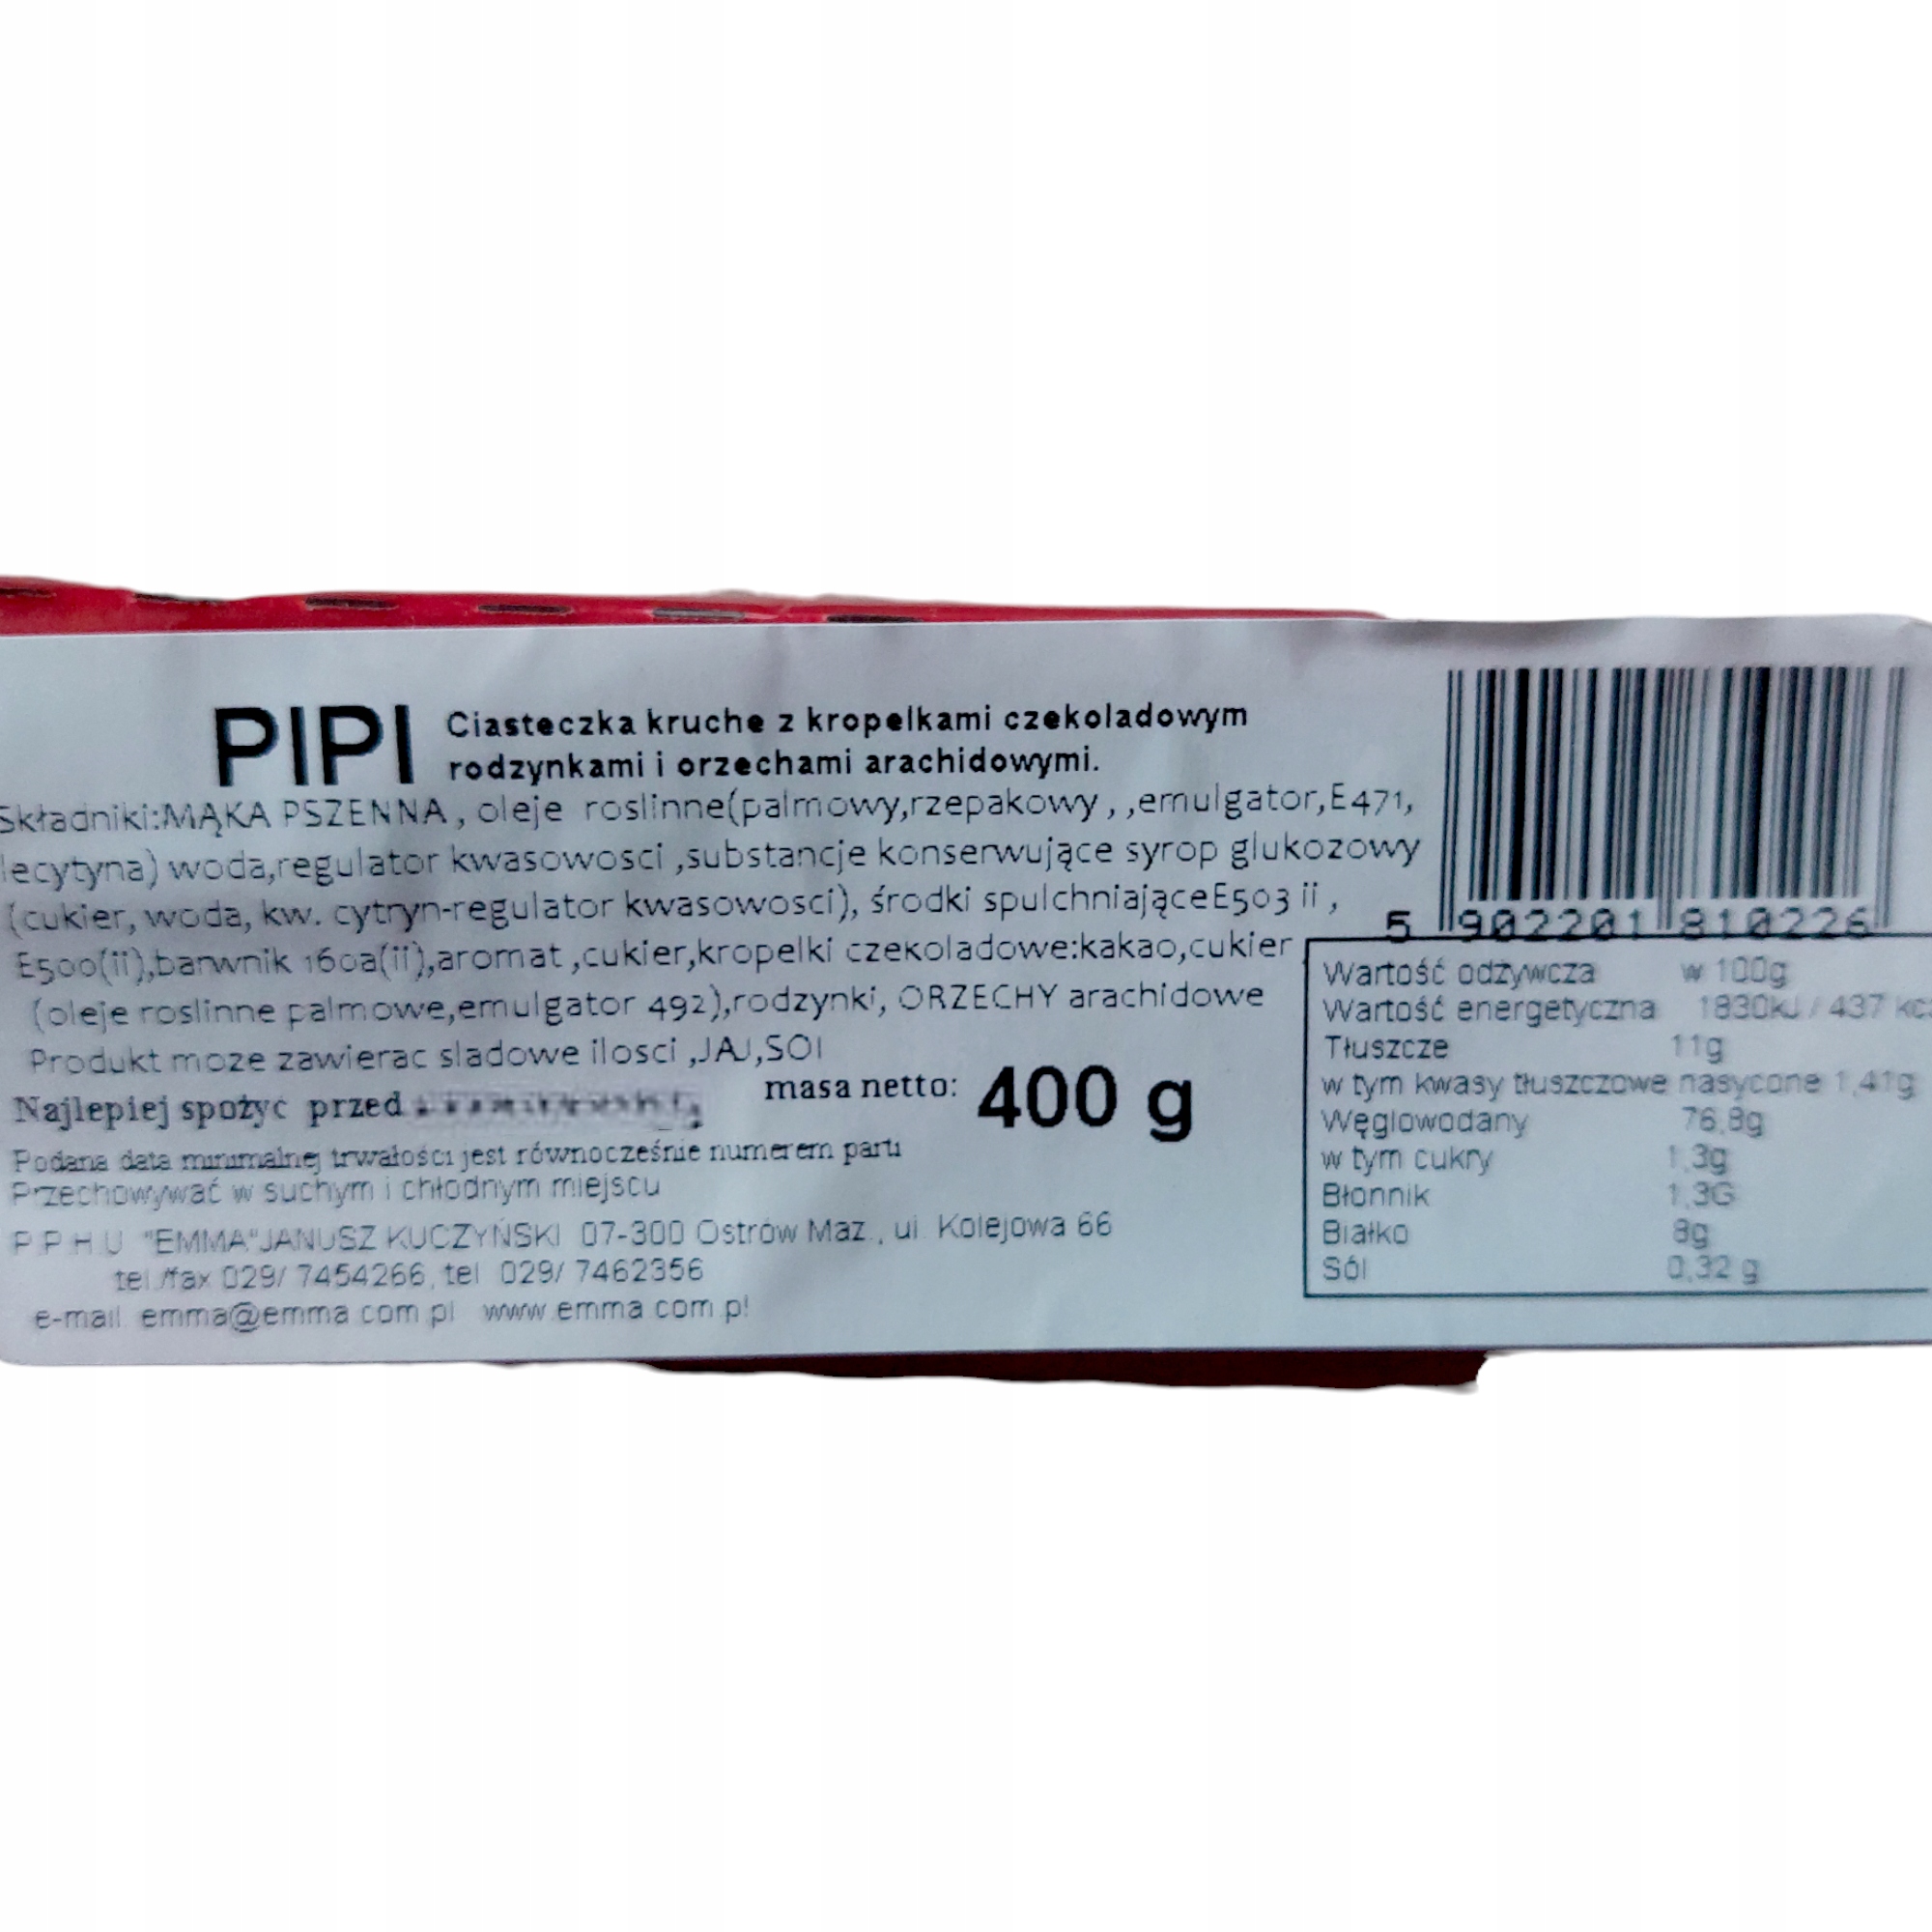 PIPI Ciasteczka kruche z kropelkami czekoladowym
rodzynkami i orzechami arachidowymi.
Składniki:MĄKA PSZENNA, oleje roslinne(palmowy,rzepakowy , ,emulgator,E471,
lecytyna) woda,regulator kwasowosci ,substancje konserwujące syrop glukozowy
(cukier, woda, kw. cytryn-regulator kwasowosci), środki spulchniająceE503 ii ,
E500(ii),barwnik 160a(ii),aromat ,cukier,kropelki czekoladowe:kakao,cukier
(oleje roslinne palmowe,emulgator 492),rodzynki, ORZECHY arachidowe
Produkt moze zawierac sladowe ilosci ,JAJ,SOI
Najlepiej spożyć przed
masa netto: 400 g
Podana data minimalnej trwałości jest równocześnie numerem parti
Przechowywać w suchym i chłodnym miejscu
P.P.H.U "EMMA"JANUSZ KUCZYŃSKI 07-300 Ostrów Maz., ul. Kolejowa 66
tel./fax 029/ 7454266, tel 029/ 7462356
e-mail. emma@emma.com.pl www.emma.com.pl
5 902201 810226
Wartość odżywcza w 100g
Wartość energetyczna 1830kJ / 437
Tłuszcze 11g
w tym kwasy tłuszczowe nasycone 1,41g
Węglowodany 76,8g
w tym cukry 1,3g
Błonnik 1,3G
Białko 8g
Sól 0,32 g